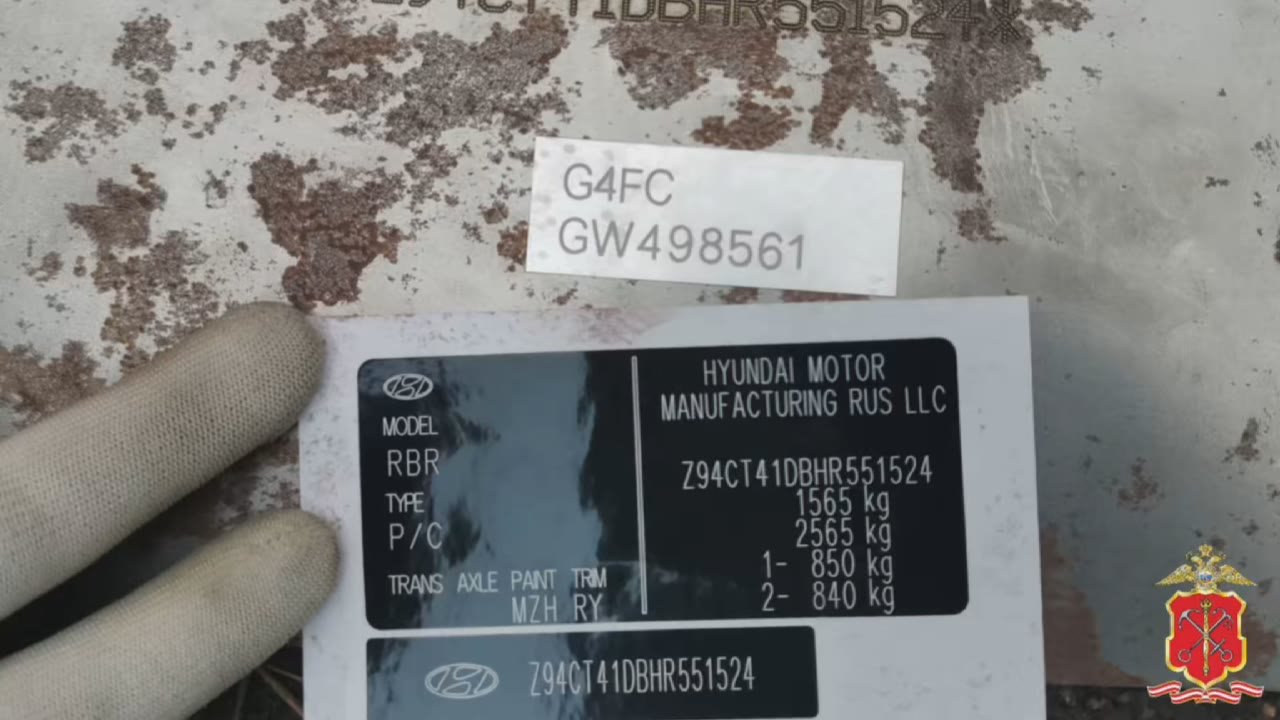 Z94CT41DBHR551524
G4FC
GW498561
HYUNDAI MOTOR
MANUFACTURING RUS LLC
MODEL
RBR
TYPE
P/C
TRANS AXLE PAINT TRIM
MZH RY
Z94CT41DBHR551524
1565 kg
2565 kg
1- 850 kg
2- 840 kg
Z94CT41DBHR551524